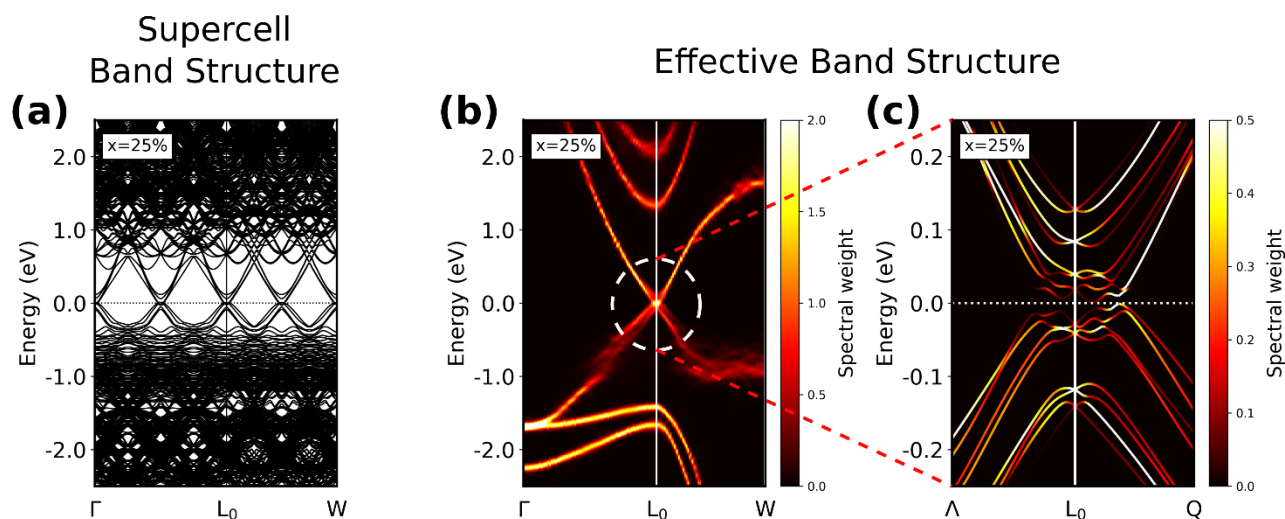 Supercell
Band Structure
Effective Band Structure
(a)
x=25%
Energy (eV)
2.0
1.0
0.0
-1.0
-2.0
Γ
L₀
W
(b)
x=25%
Energy (eV)
2.0
1.0
0.0
-1.0
-2.0
Γ
L₀
W
2.0
1.5
1.0
0.5
0.0
Spectral weight
(c)
x=25%
Energy (eV)
0.2
0.1
0.0
-0.1
-0.2
Λ
L₀
Q
0.5
0.4
0.3
0.2
0.1
0.0
Spectral weight